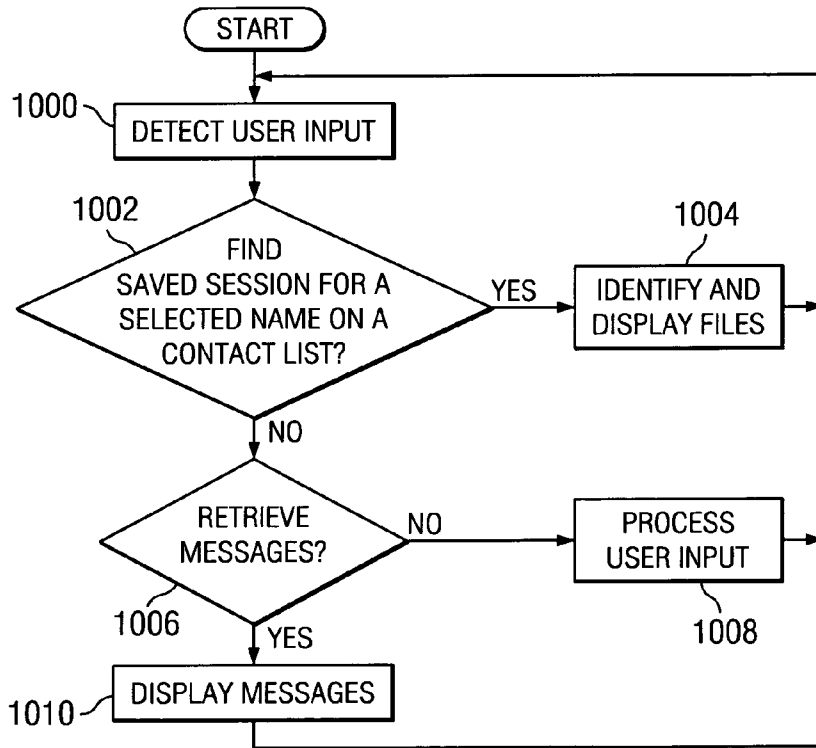 START
1000
DETECT USER INPUT
1002
FIND
SAVED SESSION FOR A
SELECTED NAME ON A
CONTACT LIST?
YES
1004
IDENTIFY AND
DISPLAY FILES
NO
RETRIEVE
MESSAGES?
1006
NO
PROCESS
USER INPUT
1008
YES
DISPLAY MESSAGES
1010